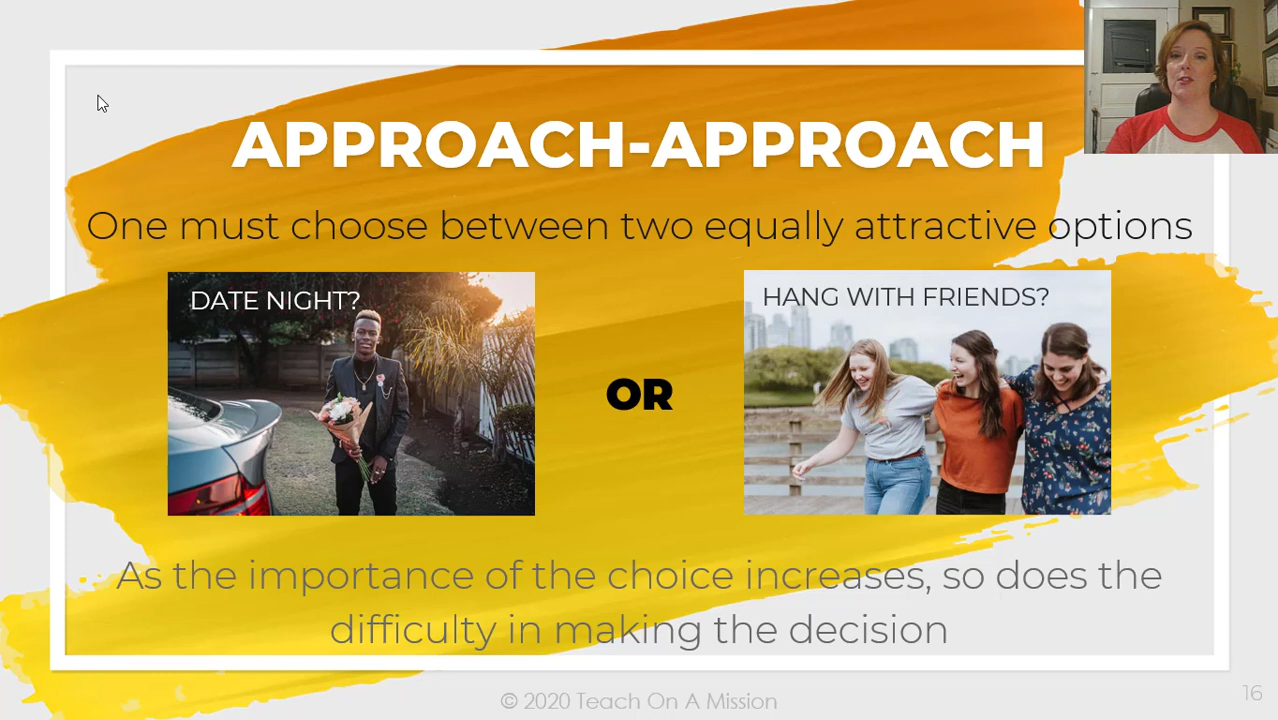 APPROACH-APPROACH
One must choose between two equally attractive options
DATE NIGHT?
HANG WITH FRIENDS?
OR
As the importance of the choice increases, so does the
difficulty in making the decision
© 2020 Teach On A Mission
16